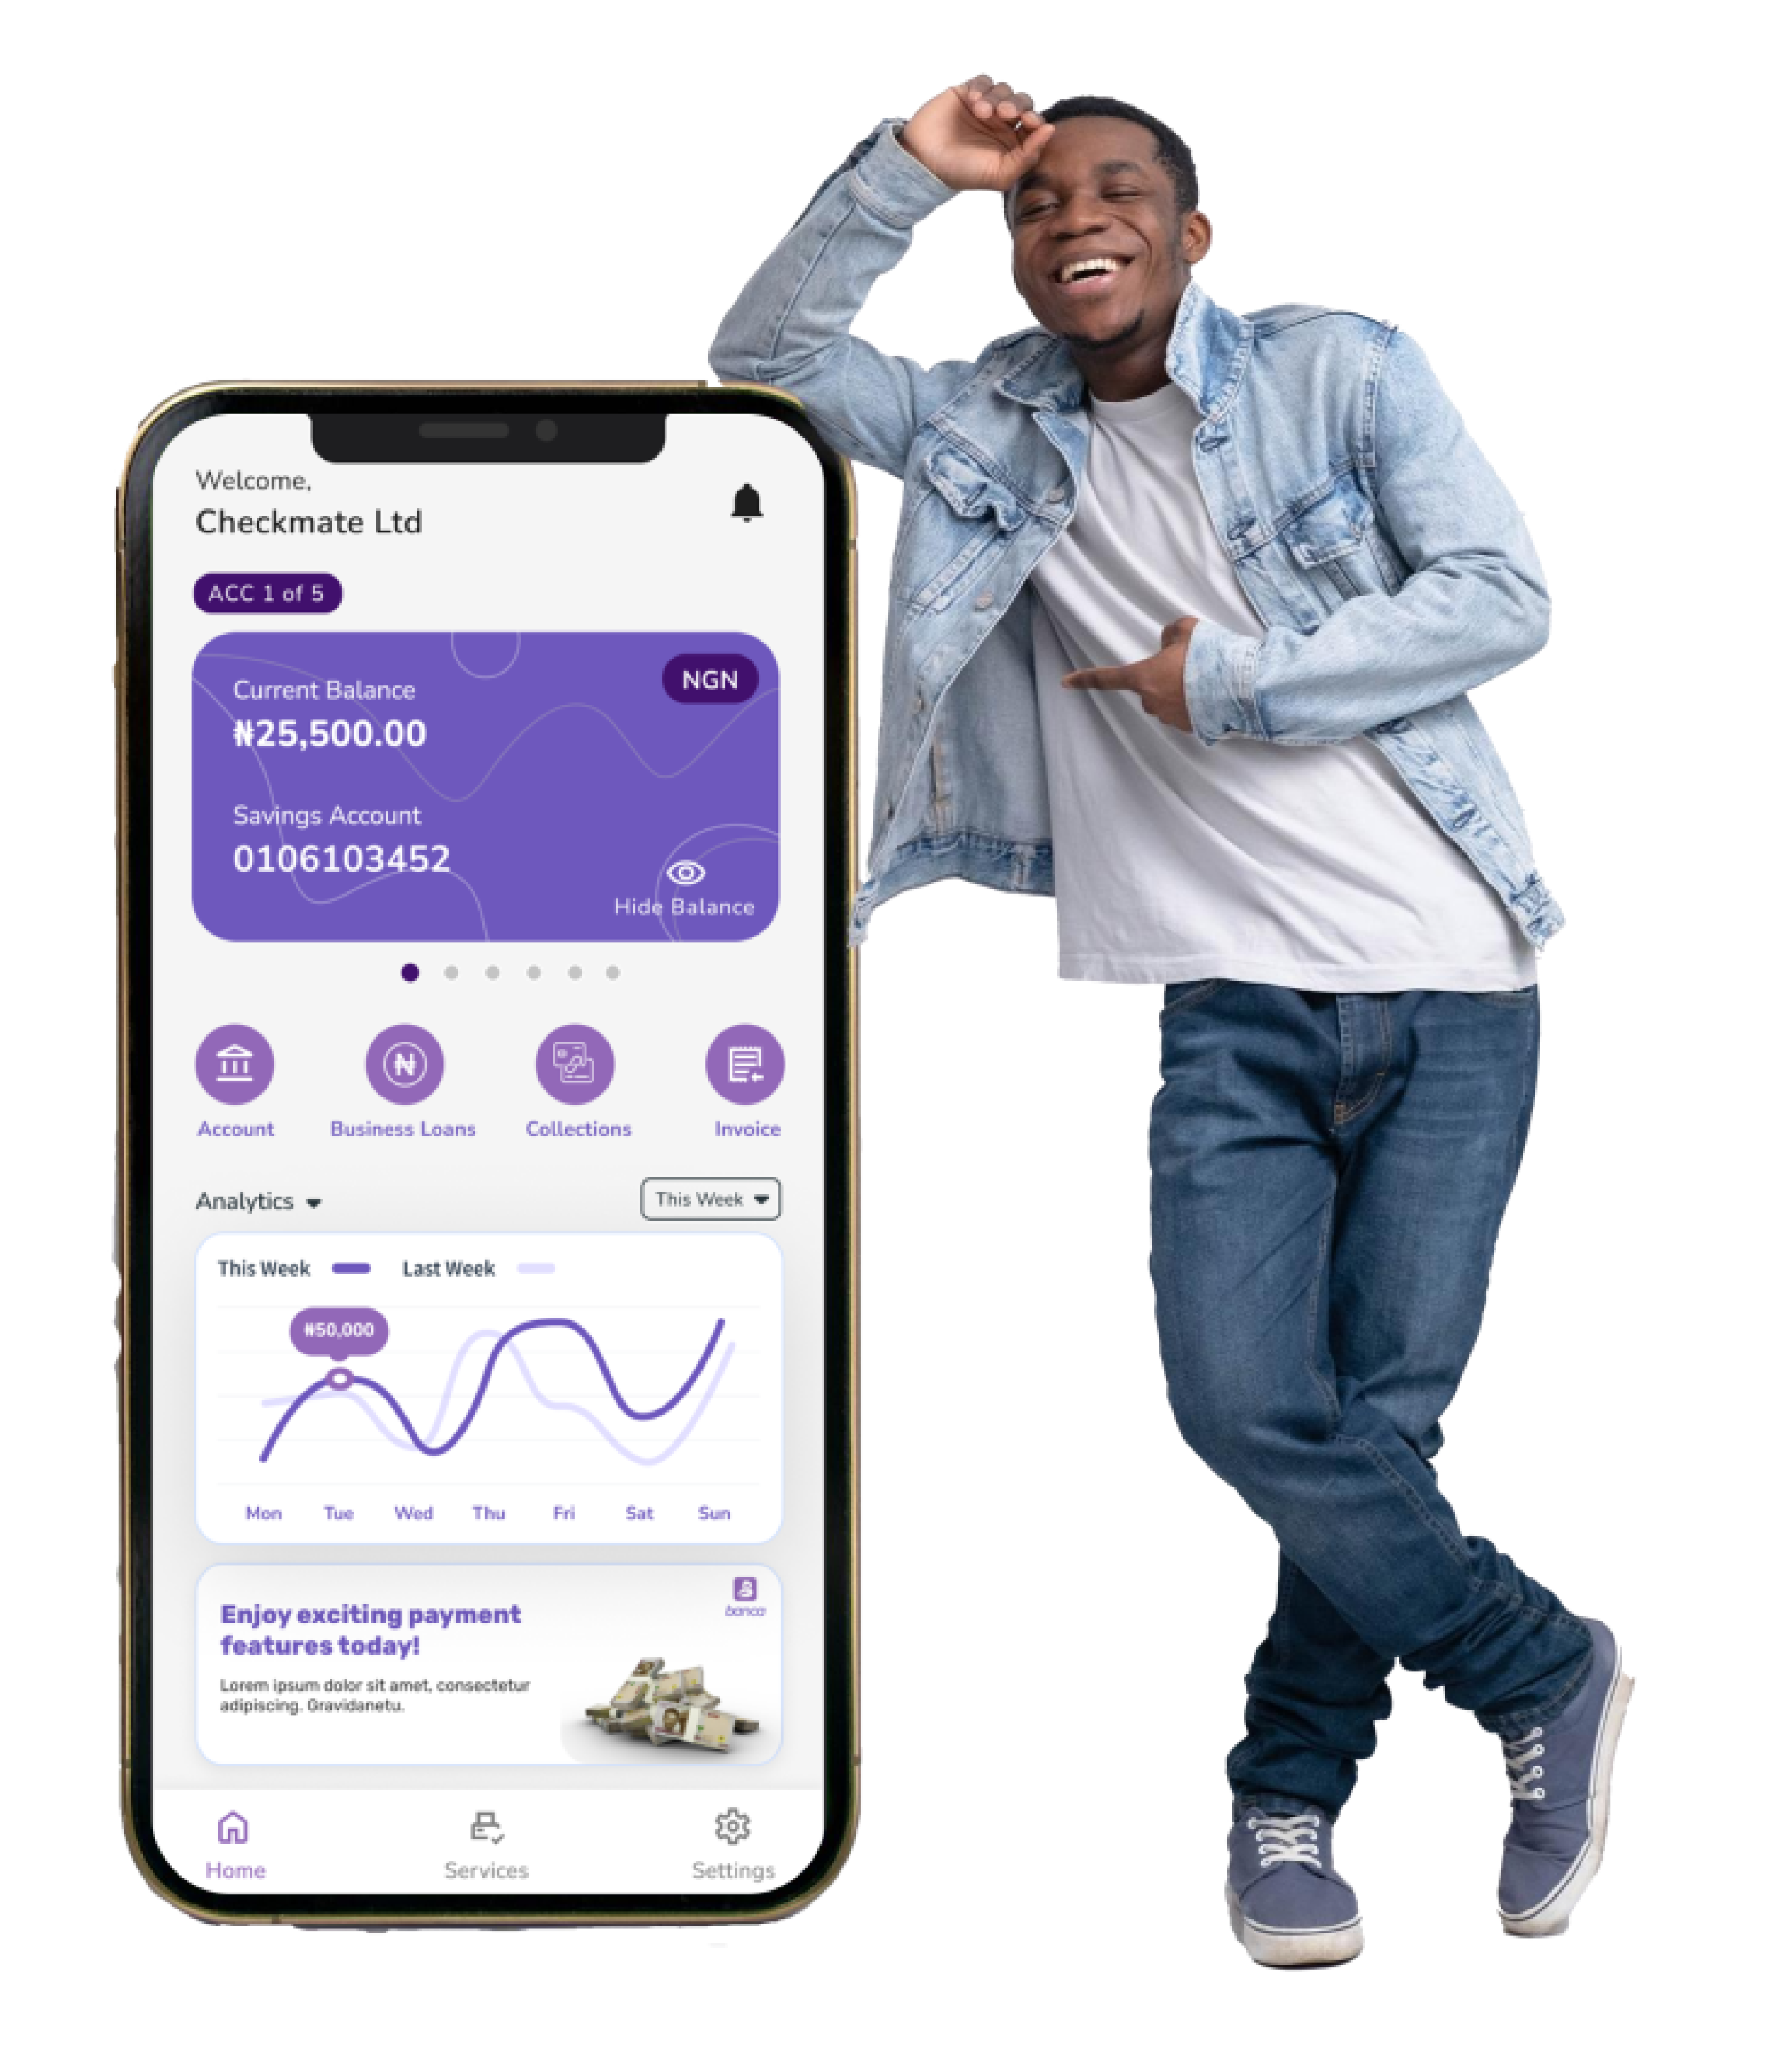 Welcome,
Checkmate Ltd
ACC 1 of 5
NGN
Current Balance
₦25,500.00
Savings Account
0106103452
Hide Balance
Account
Business Loans
Collections
Invoice
Analytics
This Week
This Week
Last Week
₦50,000
Mon
Tue
Wed
Thu
Fri
Sat
Sun
banca
Enjoy exciting payment
features today!
Lorem ipsum dolor sit amet, consectetur
adipiscing. Gravidanetu.
Home
Services
Settings